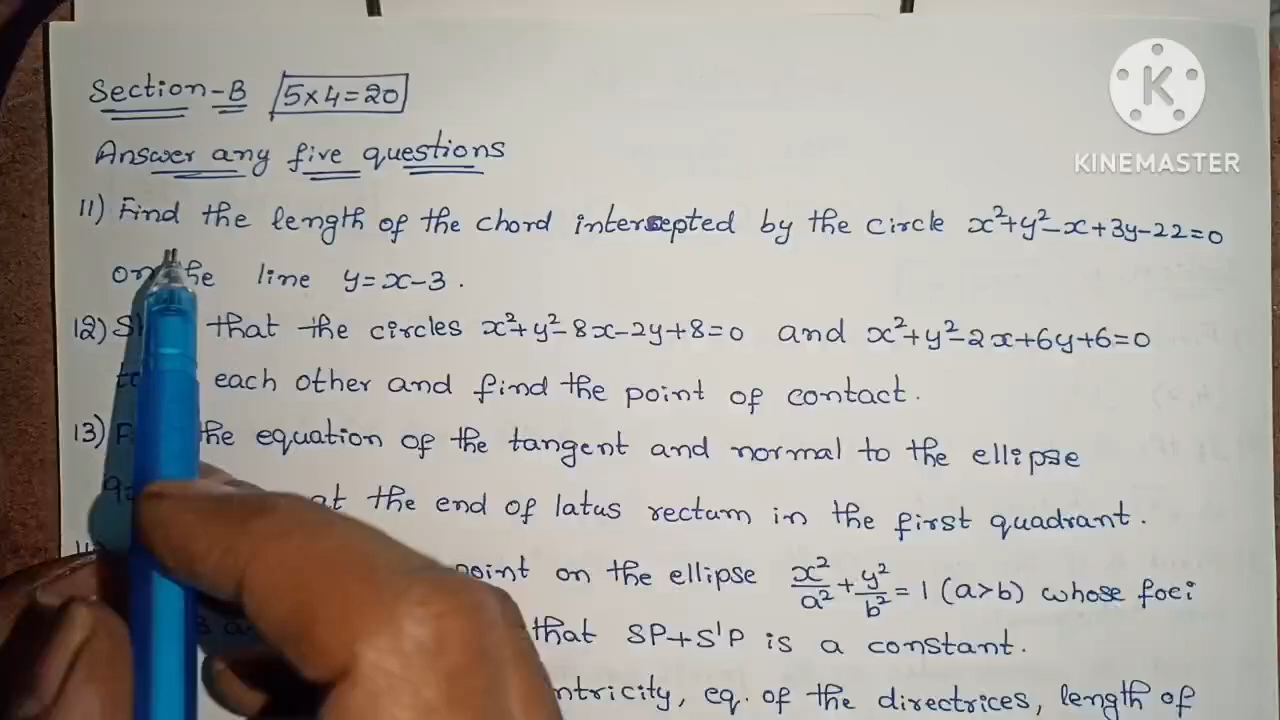 Section-B 5×4=20
Answer any five questions
11) Find the length of the chord intercepted by the circle x²+y²-x+3y-22=0
on the line y=x-3.
12) that the circles x²+y²-8x-2y+8=0 and x²+y²-2x+6y+6=0
each other and find the point of contact.
13) the equation of the tangent and normal to the ellipse
at the end of latus rectum in the first quadrant.
point on the ellipse x²/a²+y²/b²=1 (a>b) whose foci
that SP+S'P is a constant.
eq. of the directrices, length of
K
KINEMASTER